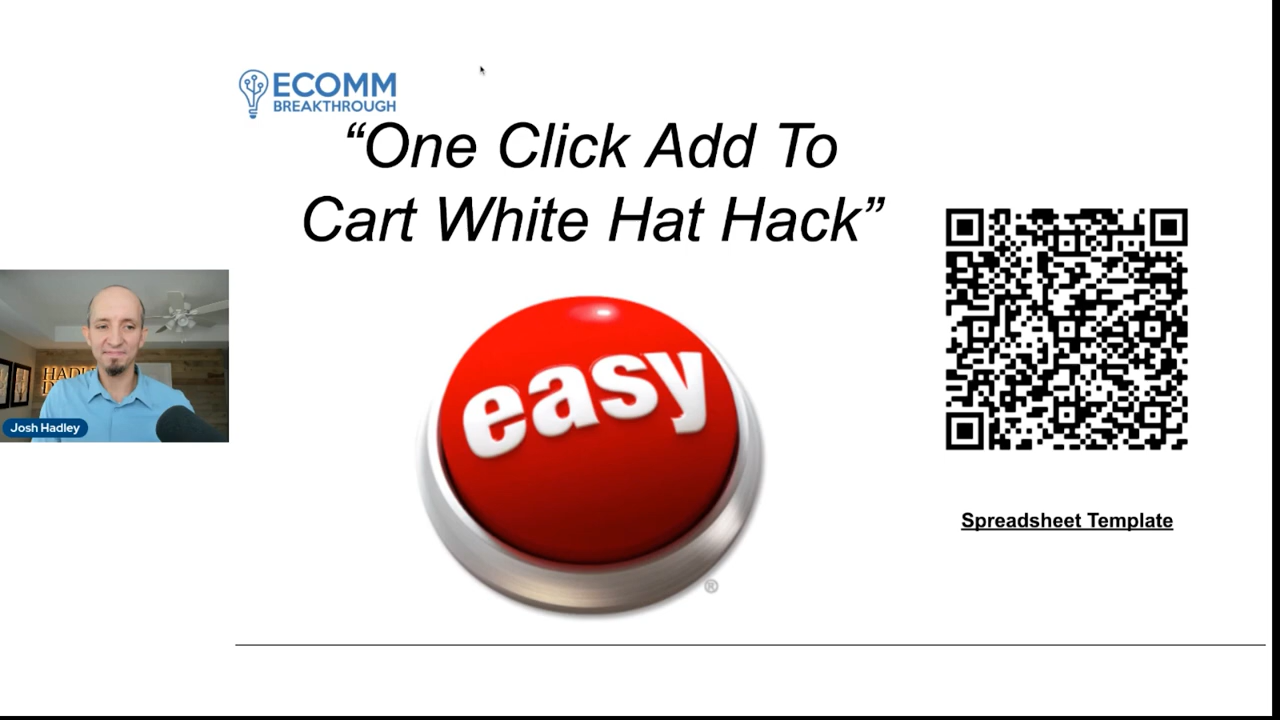 ECOMM
BREAKTHROUGH
“One Click Add To
Cart White Hat Hack”
easy
®
Josh Hadley
Spreadsheet Template